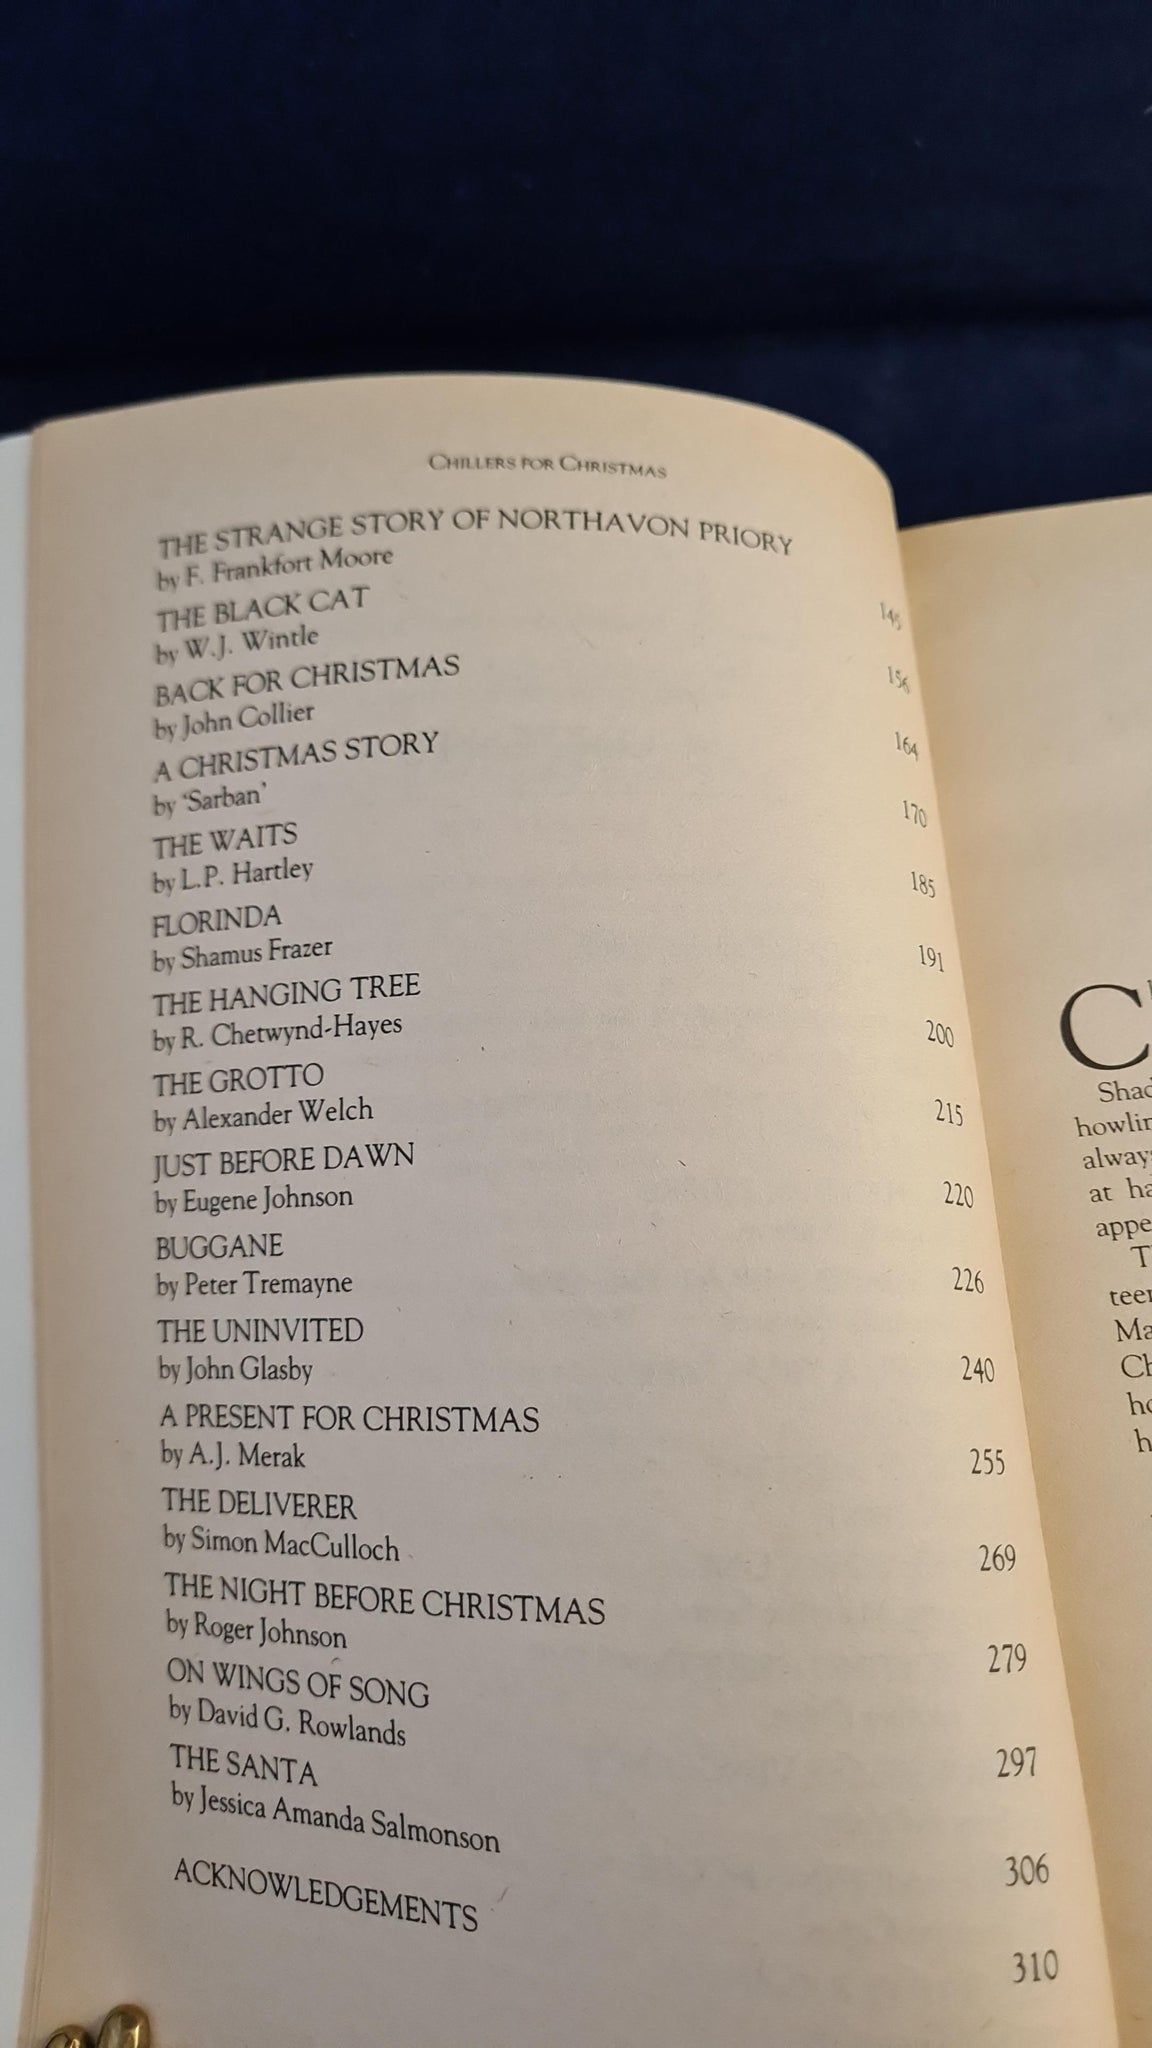 CHILLERS FOR CHRISTMAS
THE STRANGE STORY OF NORTHAVON PRIORY
by F. Frankfort Moore 145
THE BLACK CAT
by W.J. Wintle 156
BACK FOR CHRISTMAS
by John Collier 164
A CHRISTMAS STORY
by ‘Sarban’ 170
THE WAITS
by L.P. Hartley 185
FLORINDA
by Shamus Frazer 191
THE HANGING TREE
by R. Chetwynd-Hayes 200
THE GROTTO
by Alexander Welch 215
JUST BEFORE DAWN
by Eugene Johnson 220
BUGGANE
by Peter Tremayne 226
THE UNINVITED
by John Glasby 240
A PRESENT FOR CHRISTMAS
by A.J. Merak 255
THE DELIVERER
by Simon MacCulloch 269
THE NIGHT BEFORE CHRISTMAS
by Roger Johnson 279
ON WINGS OF SONG
by David G. Rowlands 297
THE SANTA
by Jessica Amanda Salmonson 306
ACKNOWLEDGEMENTS 310
at